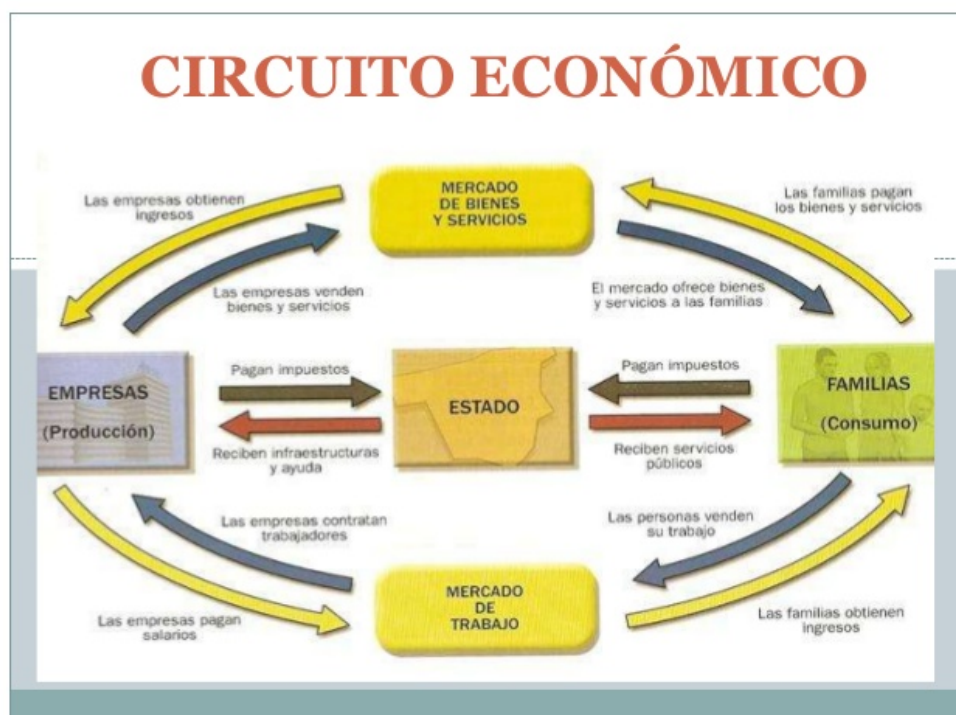 CIRCUITO ECONÓMICO
Las empresas obtienen
ingresos
MERCADO
DE BIENES
Y SERVICIOS
Las familias pagan
los bienes y servicios
Las empresas venden
bienes y servicios
El mercado ofrece bienes
y servicios a las familias
EMPRESAS
(Producción)
Pagan impuestos
Reciben infraestructuras
y ayuda
ESTADO
Pagan impuestos
Reciben servicios
públicos
FAMILIAS
(Consumo)
Las empresas contratan
trabajadores
Las personas venden
su trabajo
Las empresas pagan
salarios
MERCADO
DE
TRABAJO
Las familias obtienen
ingresos